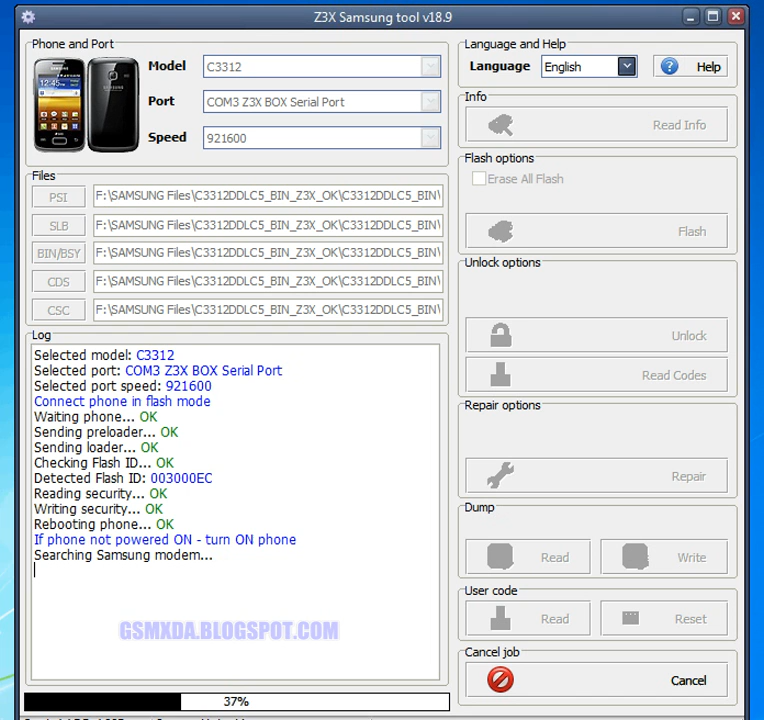 Z3X Samsung tool v18.9
Phone and Port
Model C3312
Port COM3 Z3X BOX Serial Port
Speed 921600
Files
PSI F:\SAMSUNG Files\C3312DDLC5_BIN_Z3X_OK\C3312DDLC5_BIN\
SLB F:\SAMSUNG Files\C3312DDLC5_BIN_Z3X_OK\C3312DDLC5_BIN\
BIN/BSY F:\SAMSUNG Files\C3312DDLC5_BIN_Z3X_OK\C3312DDLC5_BIN\
CDS F:\SAMSUNG Files\C3312DDLC5_BIN_Z3X_OK\C3312DDLC5_BIN\
CSC F:\SAMSUNG Files\C3312DDLC5_BIN_Z3X_OK\C3312DDLC5_BIN\
Log
Selected model: C3312
Selected port: COM3 Z3X BOX Serial Port
Selected port speed: 921600
Connect phone in flash mode
Waiting phone... OK
Sending preloader... OK
Sending loader... OK
Checking Flash ID... OK
Detected Flash ID: 003000EC
Reading security... OK
Writing security... OK
Rebooting phone... OK
If phone not powered ON - turn ON phone
Searching Samsung modem...
GSMXDA.BLOGSPOT.COM
37%
Language and Help
Language English Help
Info
Read Info
Flash options
Erase All Flash
Flash
Unlock options
Unlock
Read Codes
Repair options
Repair
Dump
Read Write
User code
Read Reset
Cancel job
Cancel